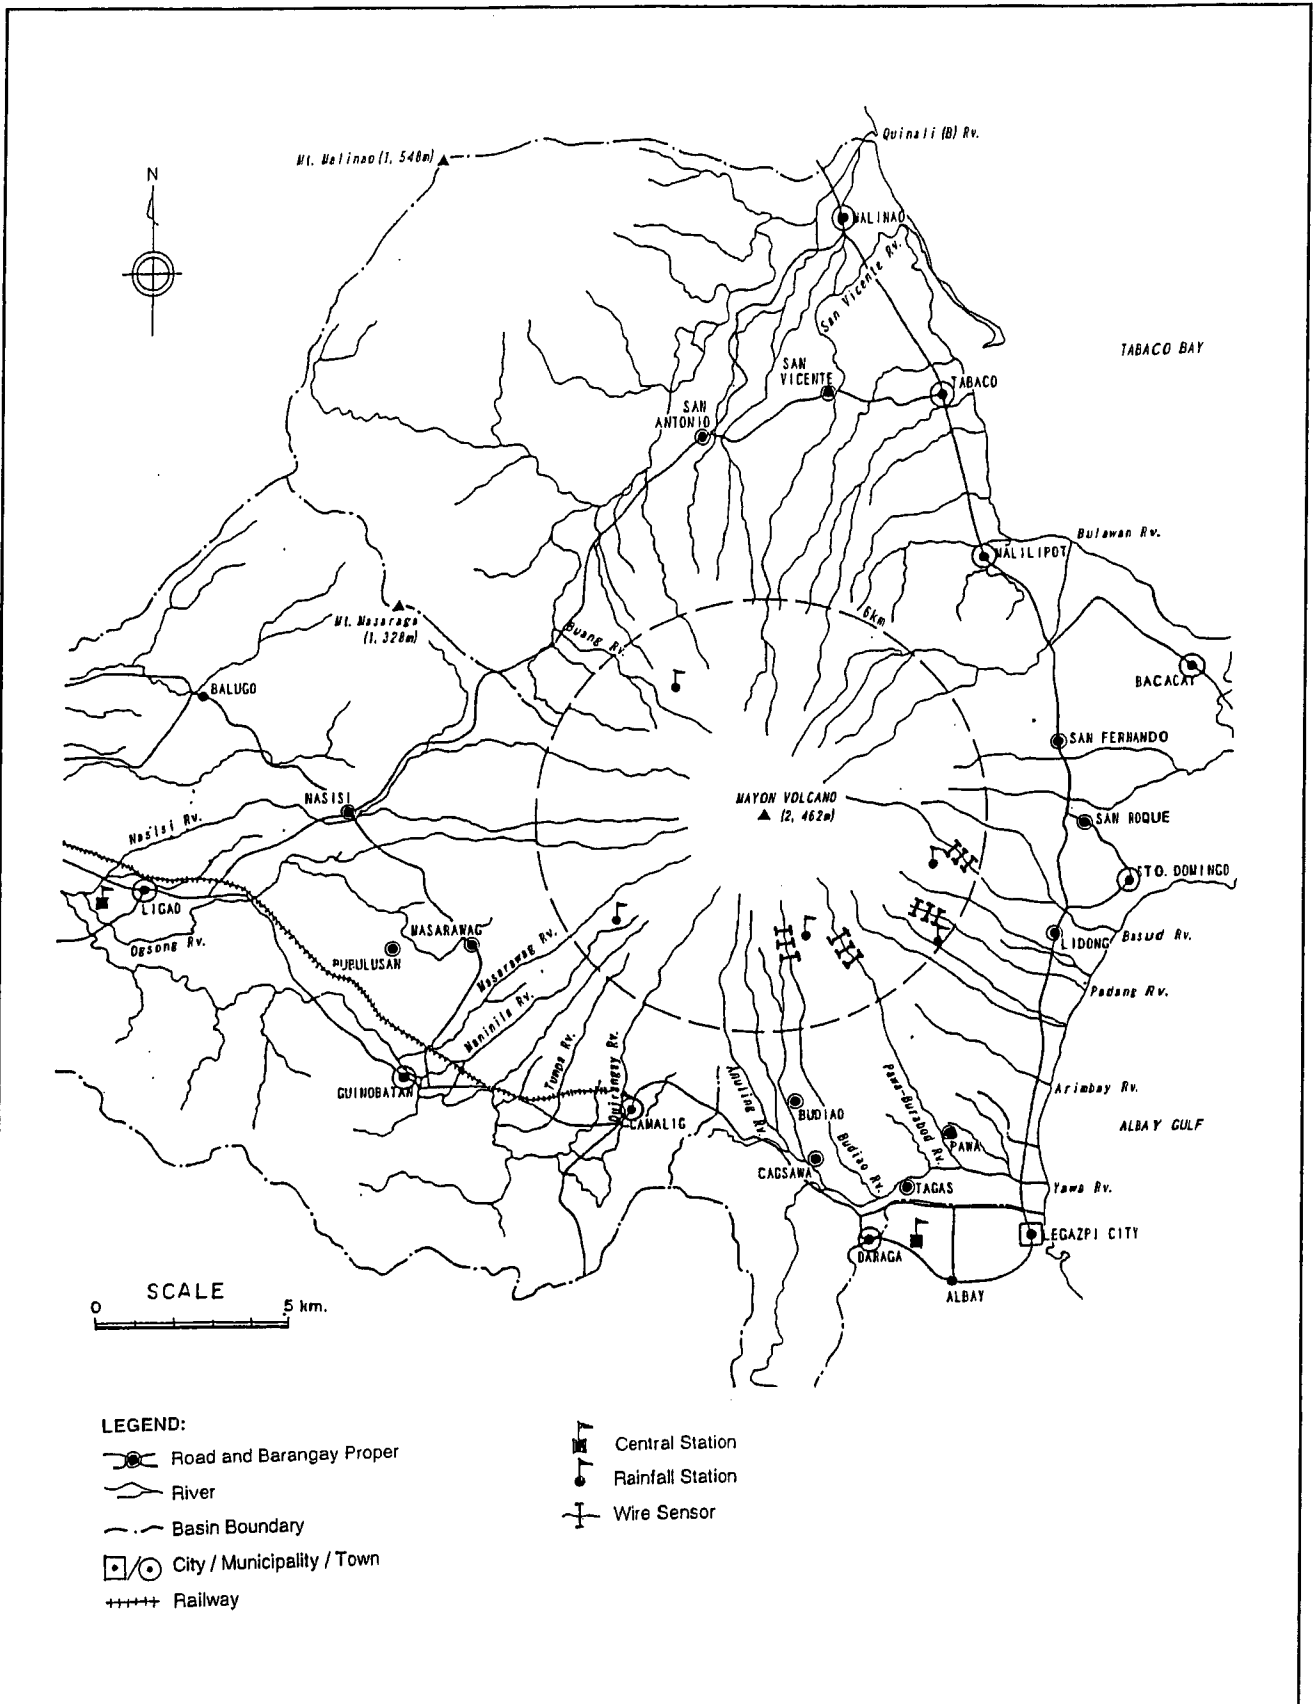 Quinali (B) Rv.
Mt. Malinao (1, 548m)
N
MALINAO
San Vicente Rv.
TABACO BAY
SAN
VICENTE
TABACO
SAN
ANTONIO
Bulawan Rv.
MALILIPOT
6km
Mt. Masaraga
(1, 328m)
Buang Rv.
BACACAY
BALUGO
SAN FERNANDO
NASISI
MAYON VOLCANO
(2, 462m)
SAN ROQUE
Nasisi Rv.
STO. DOMINGO
LIGAO
MASARAWAG
Masarawag Rv.
LIDONG
Basud Rv.
Ogsong Rv.
BUBULUSAN
Padang Rv.
Maninila Rv.
Tumpa Rv.
Quirangay Rv.
GUINOBATAN
Anuling Rv.
Pawa-Burabod Rv.
Arimbay Rv.
BUDIAO
CAMALIG
ALBAY GULF
PAWA
Budiao Rv.
CAGSAWA
TAGAS
Yawa Rv.
LEGAZPI CITY
DARAGA
ALBAY
SCALE
0 5 km.
LEGEND:
Road and Barangay Proper
River
Basin Boundary
City / Municipality / Town
Railway
Central Station
Rainfall Station
Wire Sensor